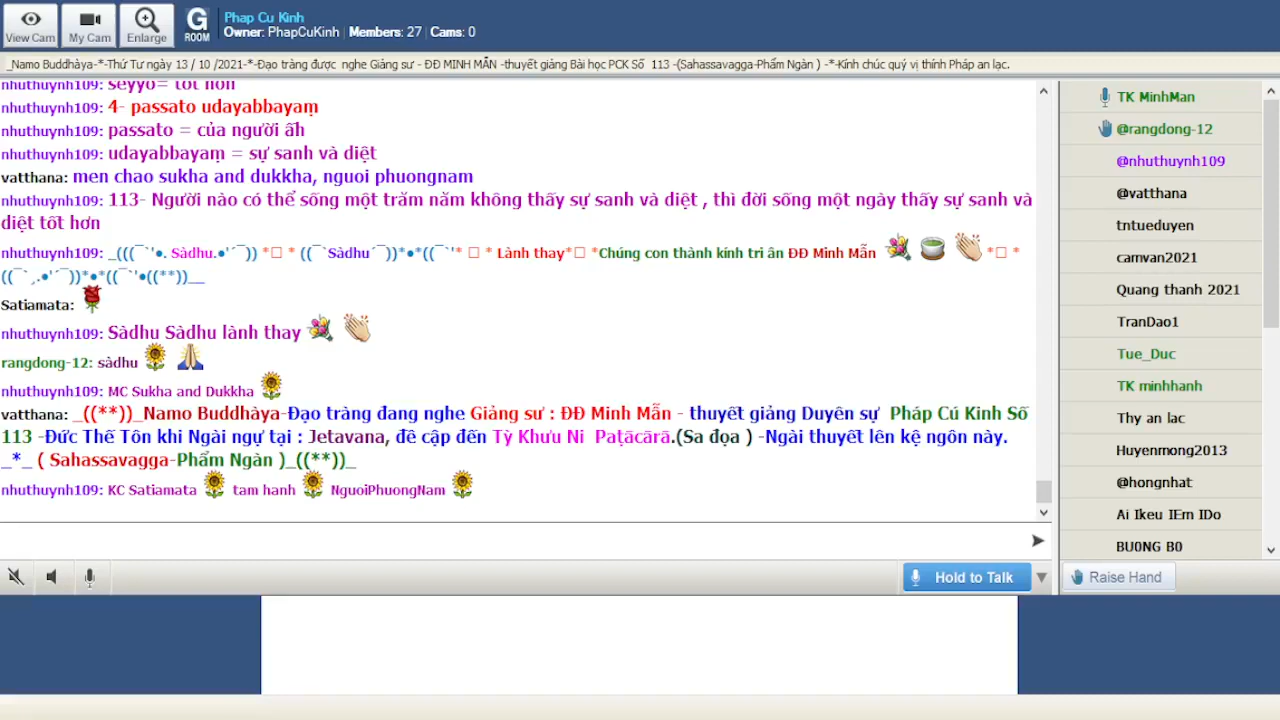 View Cam
My Cam
Enlarge
G
ROOM
Phap Cu Kinh
Owner: PhapCuKinh | Members: 27 | Cams: 0
_Namo Buddhàya-*-Thứ Tư ngày 13 / 10 /2021-*-Đạo tràng được nghe Giảng sư - ĐĐ MINH MẪN -thuyết giảng Bài học PCK Số 113 -(Sahassavagga-Phẩm Ngàn ) -*-Kính chúc quý vị thính Pháp an lạc.
nhuthuynh109: seyyo= tốt hơn
nhuthuynh109: 4- passato udayabbayaṃ
nhuthuynh109: passato = của người ấh
nhuthuynh109: udayabbayaṃ = sự sanh và diệt
vatthana: men chao sukha and dukkha, nguoi phuongnam
nhuthuynh109: 113- Người nào có thể sống một trăm năm không thấy sự sanh và diệt , thì đời sống một ngày thấy sự sanh và
diệt tốt hơn
nhuthuynh109: _(((¯`'•. Sàdhu.•'´¯)) *  * ((¯`Sàdhu´¯))*•*((¯`'*  * Lành thay* *Chúng con thành kính tri ân ĐĐ Minh Mẫn * *
((¯`¸.•'´¯))*•*((¯`'•((**))__
Satiamata:
nhuthuynh109: Sàdhu Sàdhu lành thay
rangdong-12: sàdhu
nhuthuynh109: MC Sukha and Dukkha
vatthana: _((**))_Namo Buddhàya-Đạo tràng đang nghe Giảng sư : ĐĐ Minh Mẫn - thuyết giảng Duyên sự Pháp Cú Kinh Số
113 -Đức Thế Tôn khi Ngài ngự tại : Jetavana, đề cập đến Tỳ Khưu Ni Paṭācārā.(Sa đọa ) -Ngài thuyết lên kệ ngôn này.
_*_ ( Sahassavagga-Phẩm Ngàn )_((**))_
nhuthuynh109: KC Satiamata tam hanh NguoiPhuongNam
TK MinhMan
@rangdong-12
@nhuthuynh109
@vatthana
tntueduyen
camvan2021
Quang thanh 2021
TranDao1
Tue_Duc
TK minhhanh
Thy an lac
Huyenmong2013
@hongnhat
Ai Ikeu IEm IDo
BU0NG B0
Hold to Talk
Raise Hand